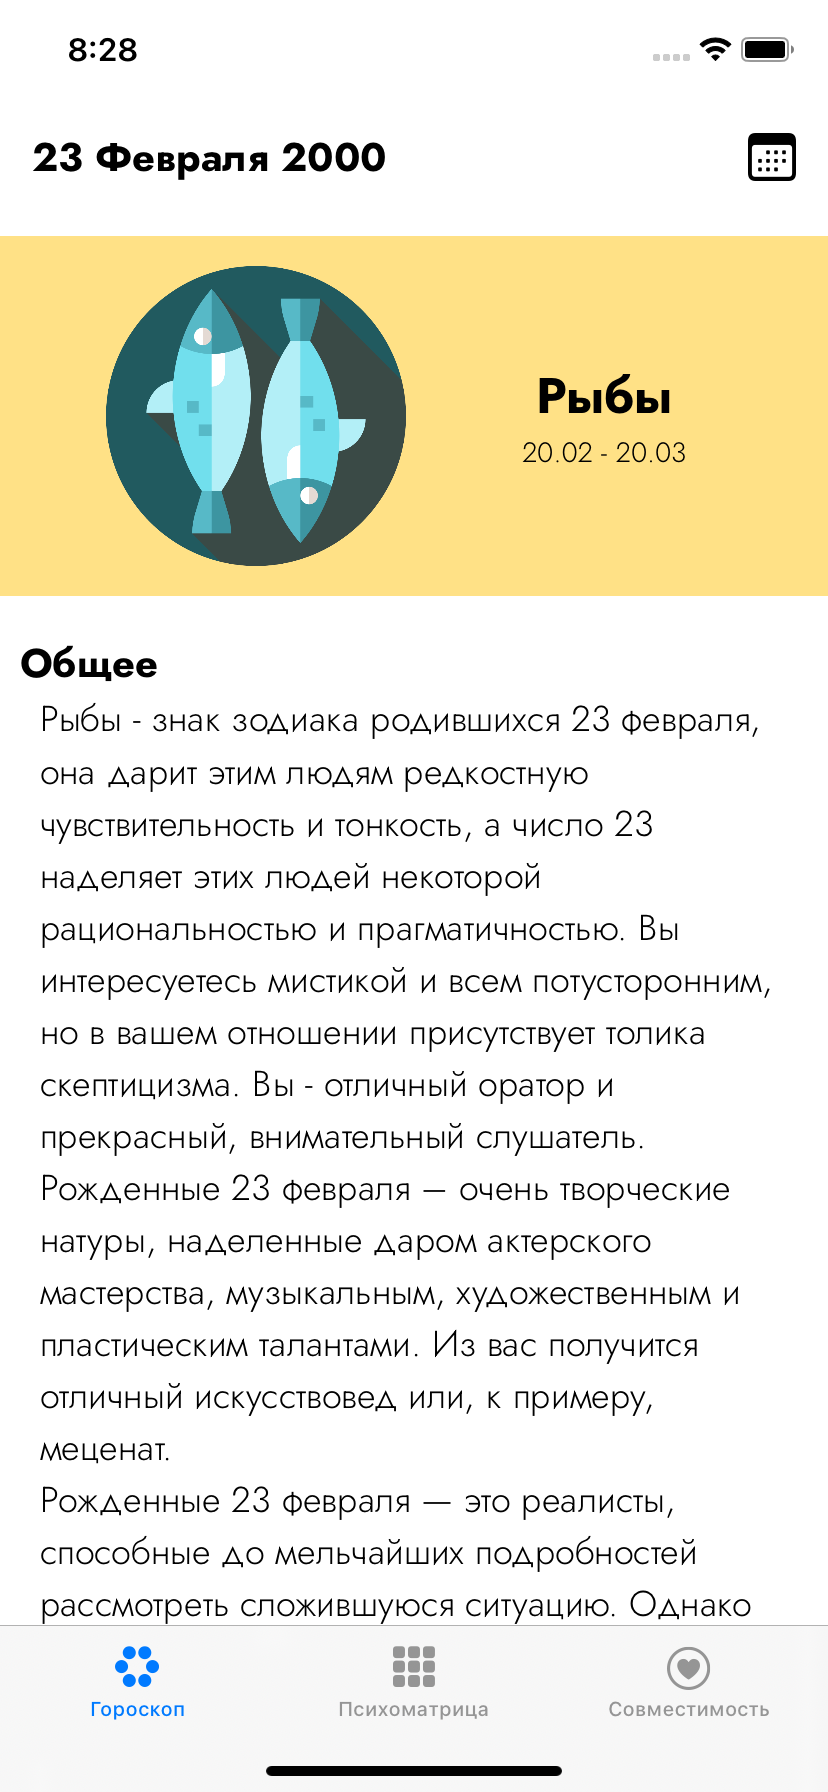 8:28
23 Февраля 2000
Рыбы
20.02 - 20.03
Общее
Рыбы - знак зодиака родившихся 23 февраля,
она дарит этим людям редкостную
чувствительность и тонкость, а число 23
наделяет этих людей некоторой
рациональностью и прагматичностью. Вы
интересуетесь мистикой и всем потусторонним,
но в вашем отношении присутствует толика
скептицизма. Вы - отличный оратор и
прекрасный, внимательный слушатель.
Рожденные 23 февраля – очень творческие
натуры, наделенные даром актерского
мастерства, музыкальным, художественным и
пластическим талантами. Из вас получится
отличный искусствовед или, к примеру,
меценат.
Рожденные 23 февраля — это реалисты,
способные до мельчайших подробностей
рассмотреть сложившуюся ситуацию. Однако
Гороскоп
Психоматрица
Совместимость